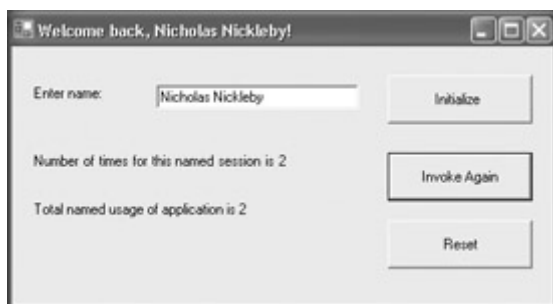 Welcome back, Nicholas Nickleby!
Enter name:
Nicholas Nickleby
Initialize
Number of times for this named session is 2
Invoke Again
Total named usage of application is 2
Reset